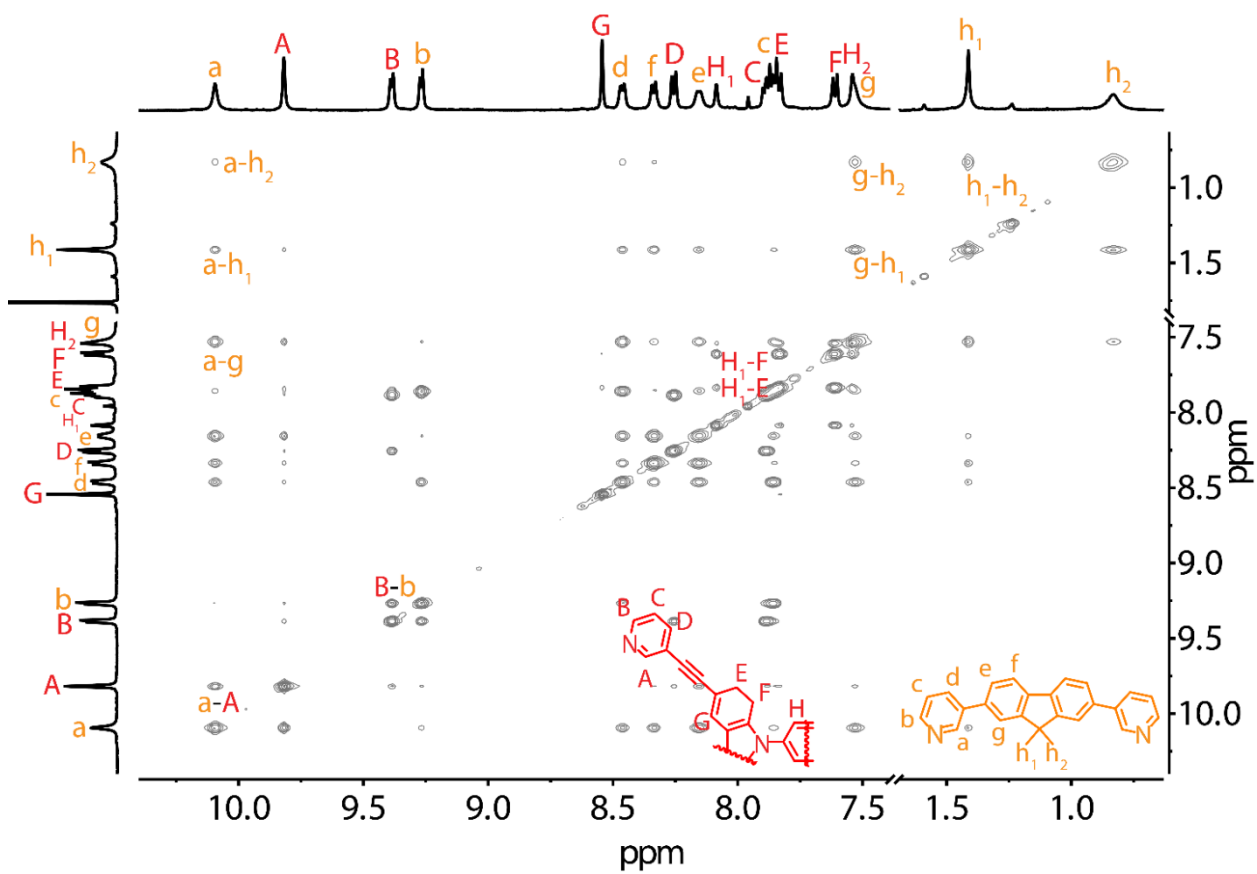 a A B b G d f D e H₁ C c E F H₂ g h₁ h₂
h₂
a-h₂ g-h₂ h₁-h₂
1.0
h₁
a-h₁ g-h₁
1.5
g
H₂
F
E
c
C
H₁
e
D
f
d
G
b
B
A
a
a-g
H₁-F
H₁-E
B-b
a-A
7.5
8.0
8.5
9.0
9.5
10.0
ppm
B C D
N
A E
F
G H
N
d e f
c
b g
N a N
h₁ h₂
10.0 9.5 9.0 8.5 8.0 7.5 1.5 1.0
ppm